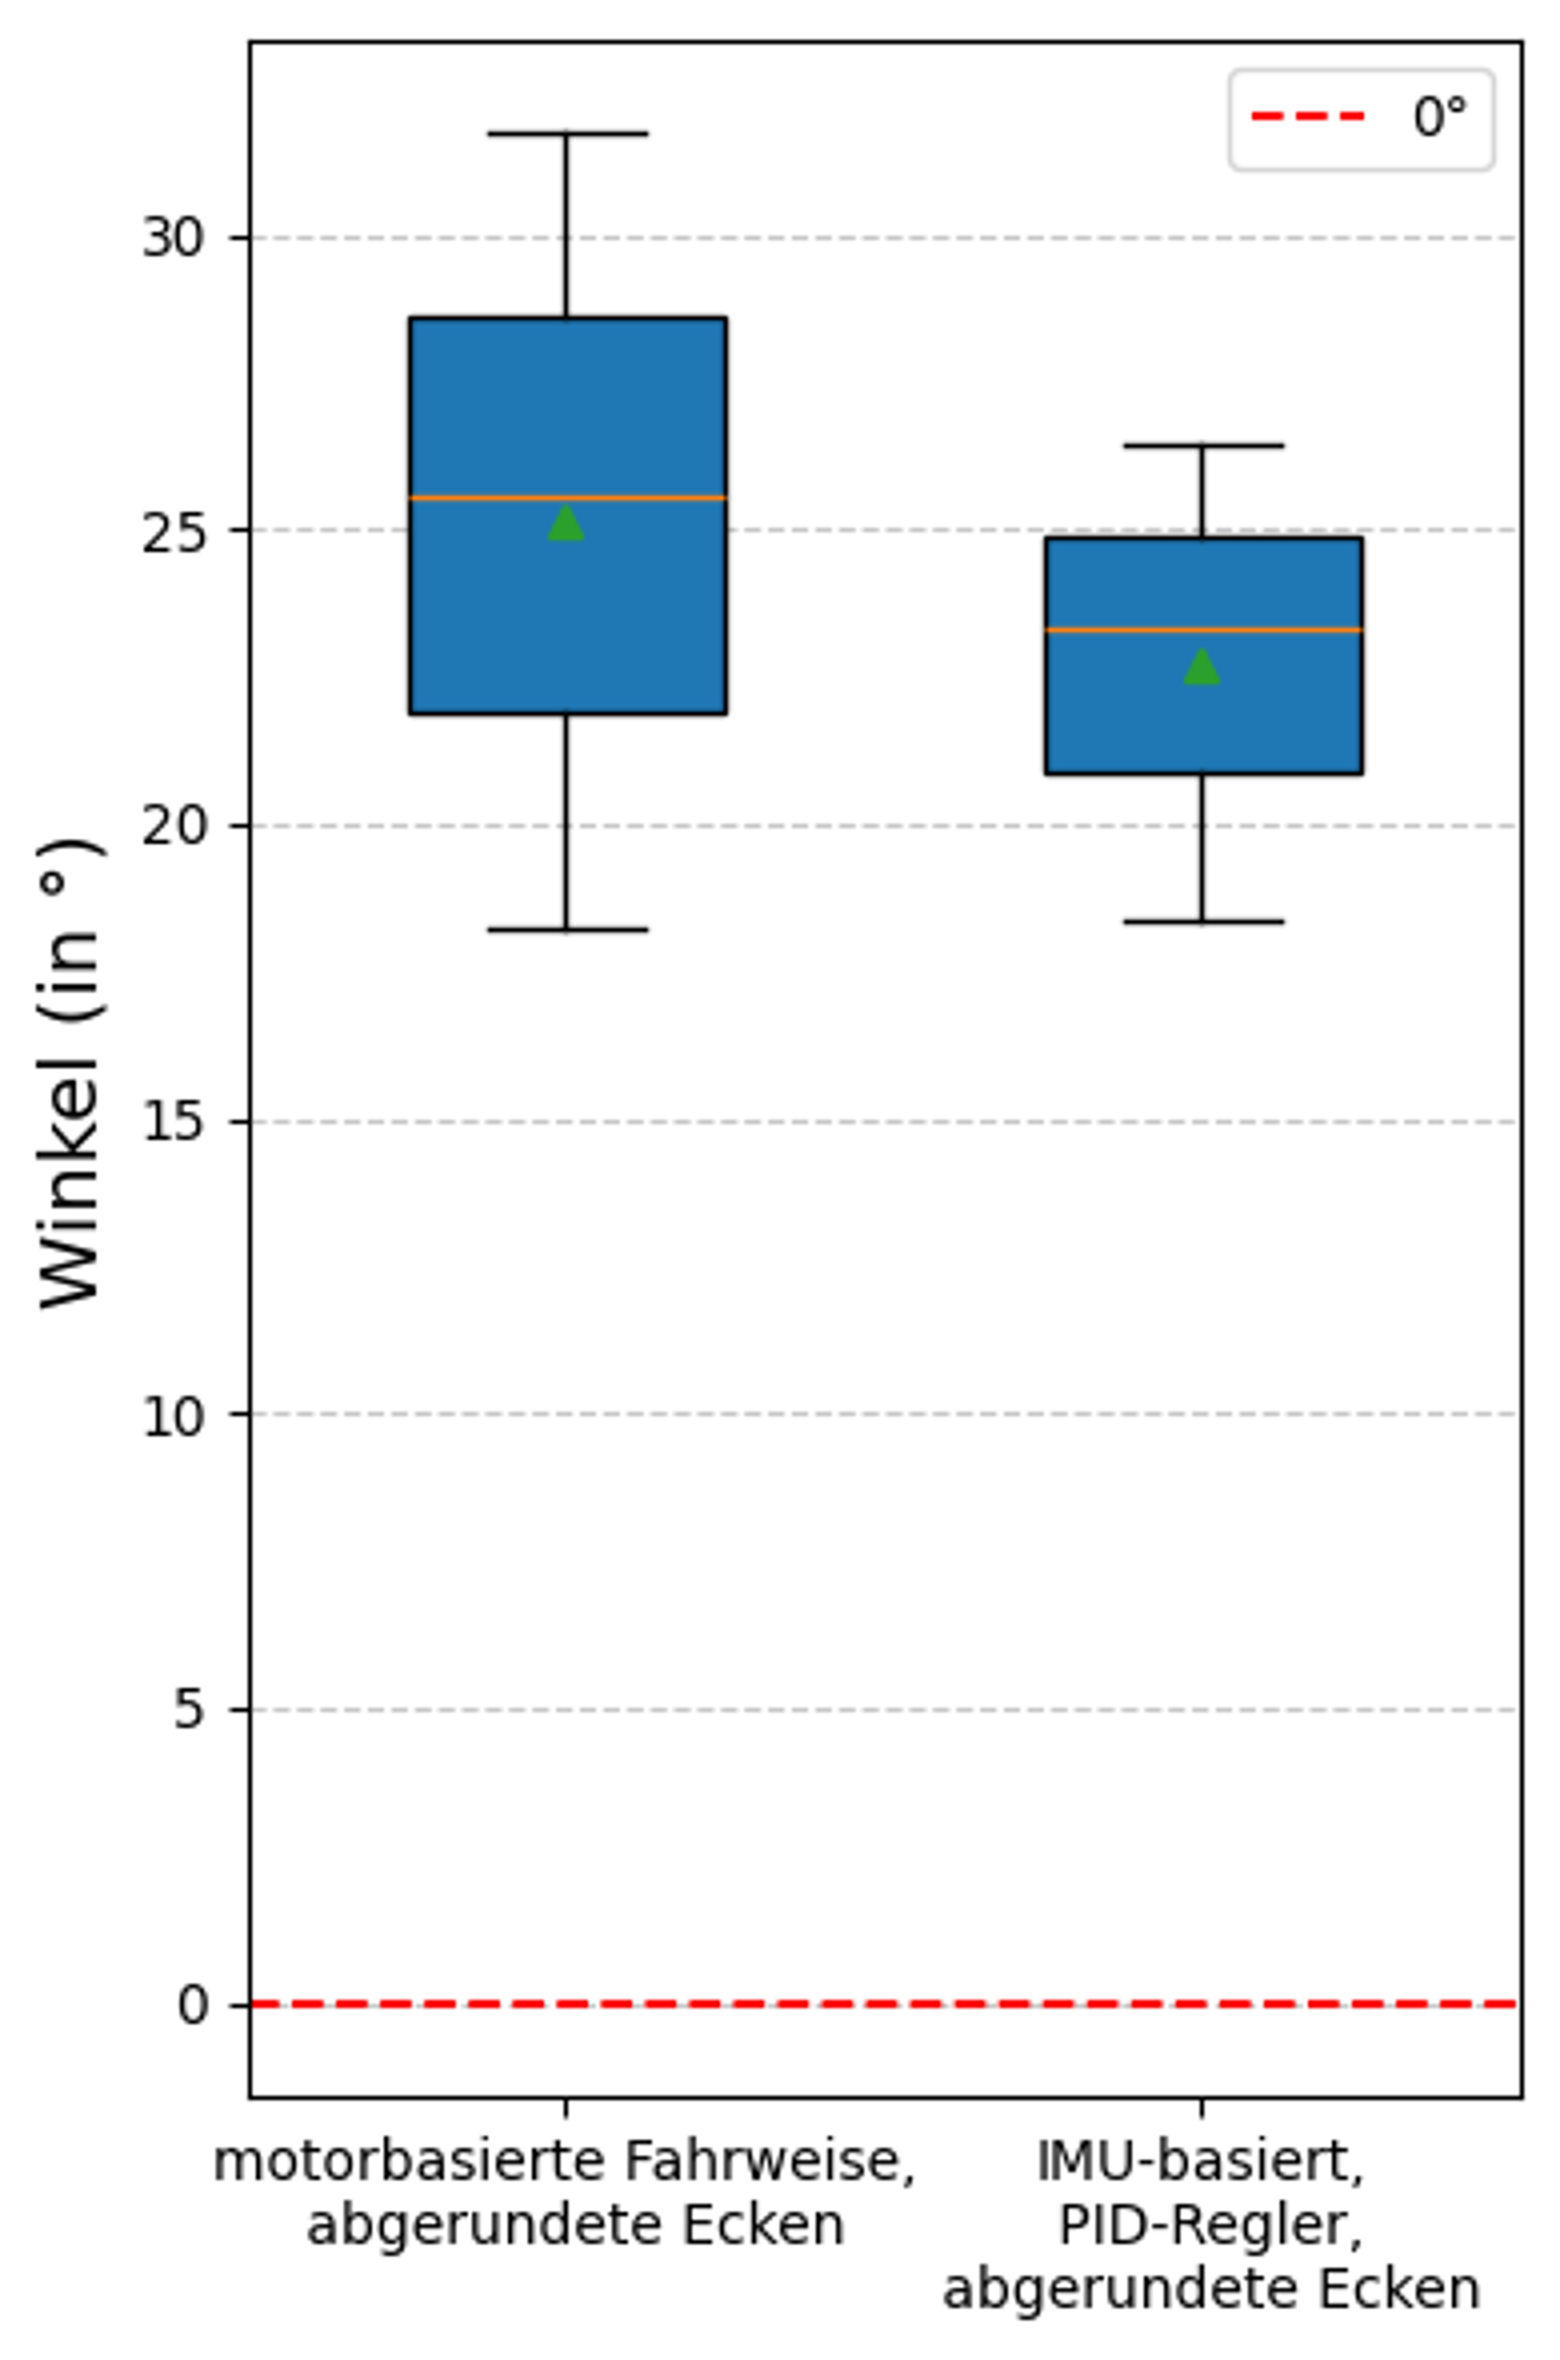 0°
30
25
20
15
10
5
0
Winkel (in °)
motorbasierte Fahrweise,
abgerundete Ecken
IMU-basiert,
PID-Regler,
abgerundete Ecken